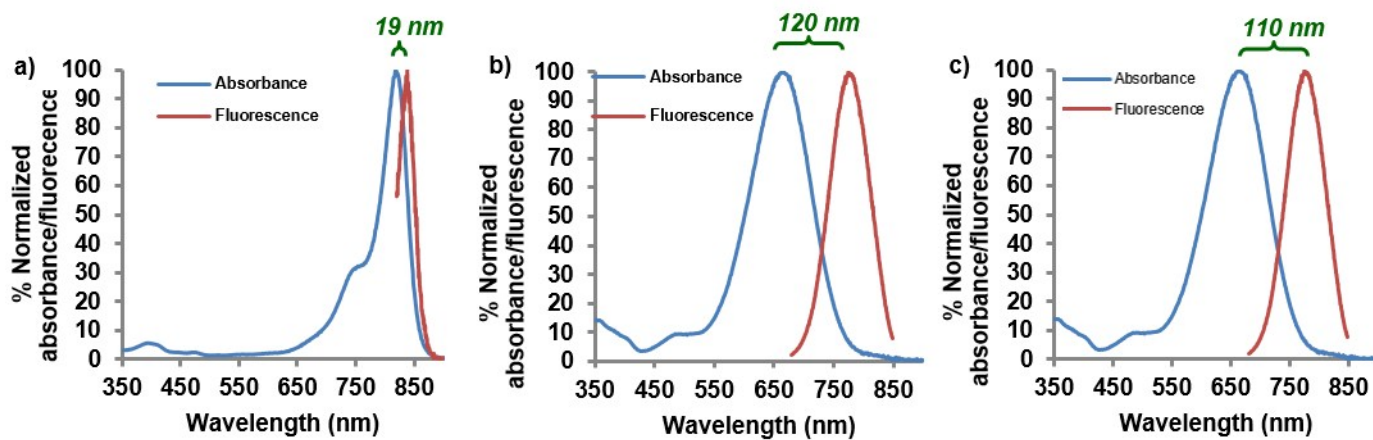 19 nm
a)
% Normalized
absorbance/fluorescence
100
90
80
70
60
50
40
30
20
10
0
Absorbance
Fluorescence
350 450 550 650 750 850
Wavelength (nm)
120 nm
b)
% Normalized
absorbance/fluorescence
100
90
80
70
60
50
40
30
20
10
0
Absorbance
Fluorescence
350 450 550 650 750 850
Wavelength (nm)
110 nm
c)
% Normalized
absorbance/fluorescence
100
90
80
70
60
50
40
30
20
10
0
Absorbance
Fluorescence
350 450 550 650 750 850
Wavelength (nm)